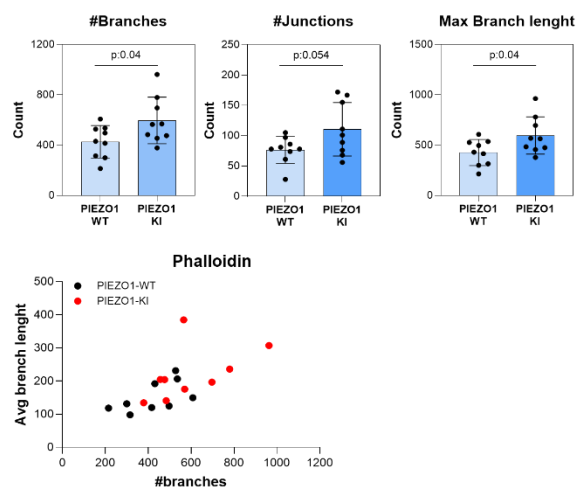 #Branches
#Junctions
Max Branch lenght
p:0.04
p:0.054
p:0.04
Count
1200
800
400
0
Count
250
200
150
100
50
0
Count
1500
1000
500
0
PIEZO1
WT
PIEZO1
KI
PIEZO1
WT
PIEZO1
KI
PIEZO1
WT
PIEZO1
KI
Phalloidin
PIEZO1-WT
PIEZO1-KI
Avg brench lenght
500
400
300
200
100
0
0 200 400 600 800 1000 1200
#branches